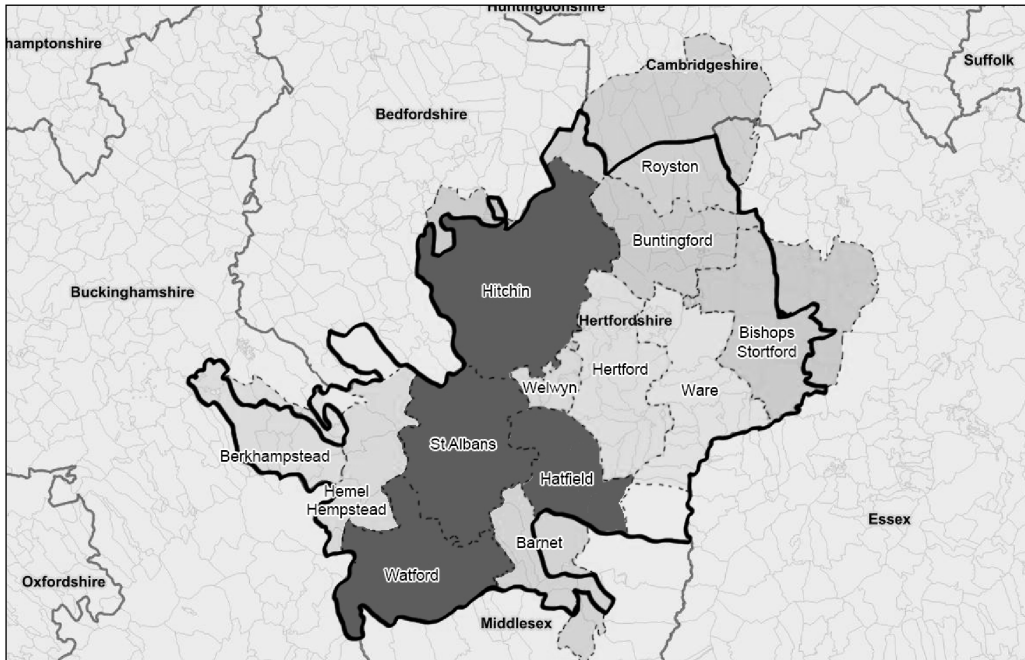 Huntingdonshire
hamptonshire
Cambridgeshire
Suffolk
Bedfordshire
Royston
Buntingford
Buckinghamshire
Hitchin
Hertfordshire
Bishops
Stortford
Hertford
Welwyn
Ware
St Albans
Berkhampstead
Hatfield
Hemel
Hempstead
Essex
Barnet
Watford
Oxfordshire
Middlesex